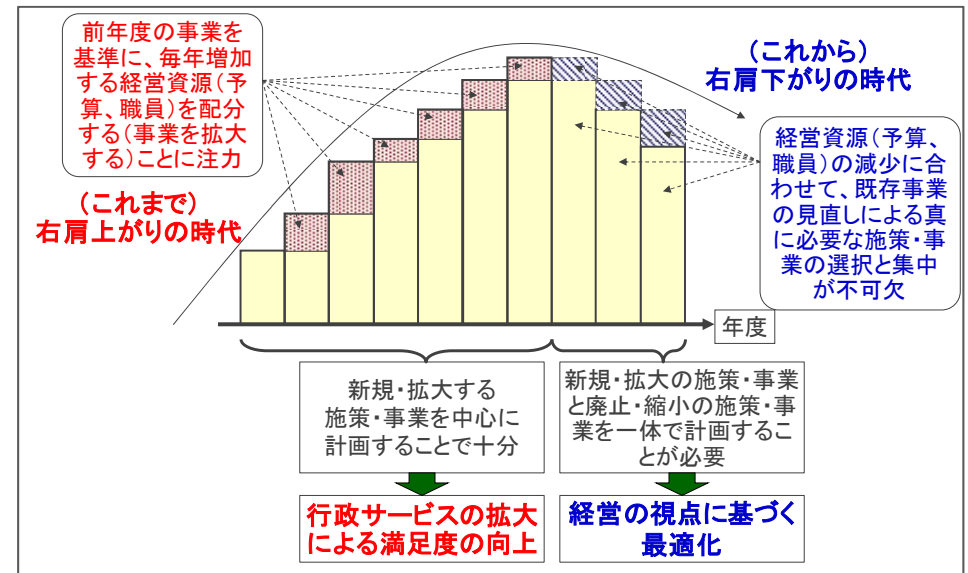 前年度の事業を
基準に、毎年増加
する経営資源(予
算、職員)を配分
する(事業を拡大
する)ことに注力
(これまで)
右肩上がりの時代
(これから)
右肩下がりの時代
経営資源(予算、
職員)の減少に合
わせて、既存事業
の見直しによる真
に必要な施策・事
業の選択と集中
が不可欠
年度
新規・拡大する
施策・事業を中心に
計画することで十分
新規・拡大の施策・事業
と廃止・縮小の施策・事
業を一体で計画するこ
とが必要
行政サービスの拡大
による満足度の向上
経営の視点に基づく
最適化